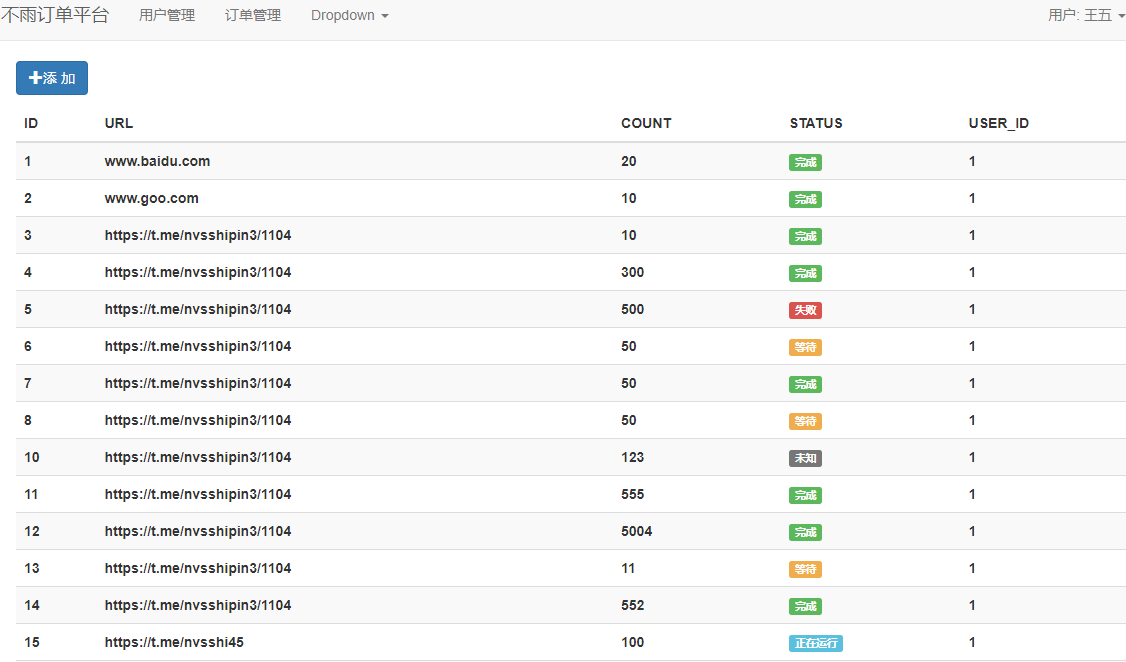 不雨订单平台 用户管理 订单管理 Dropdown 用户: 王五
添 加
ID URL COUNT STATUS USER_ID
1 www.baidu.com 20 完成 1
2 www.goo.com 10 完成 1
3 https://t.me/nvsshipin3/1104 10 完成 1
4 https://t.me/nvsshipin3/1104 300 完成 1
5 https://t.me/nvsshipin3/1104 500 失败 1
6 https://t.me/nvsshipin3/1104 50 等待 1
7 https://t.me/nvsshipin3/1104 50 完成 1
8 https://t.me/nvsshipin3/1104 50 等待 1
10 https://t.me/nvsshipin3/1104 123 未知 1
11 https://t.me/nvsshipin3/1104 555 完成 1
12 https://t.me/nvsshipin3/1104 5004 完成 1
13 https://t.me/nvsshipin3/1104 11 等待 1
14 https://t.me/nvsshipin3/1104 552 完成 1
15 https://t.me/nvsshi45 100 正在运行 1